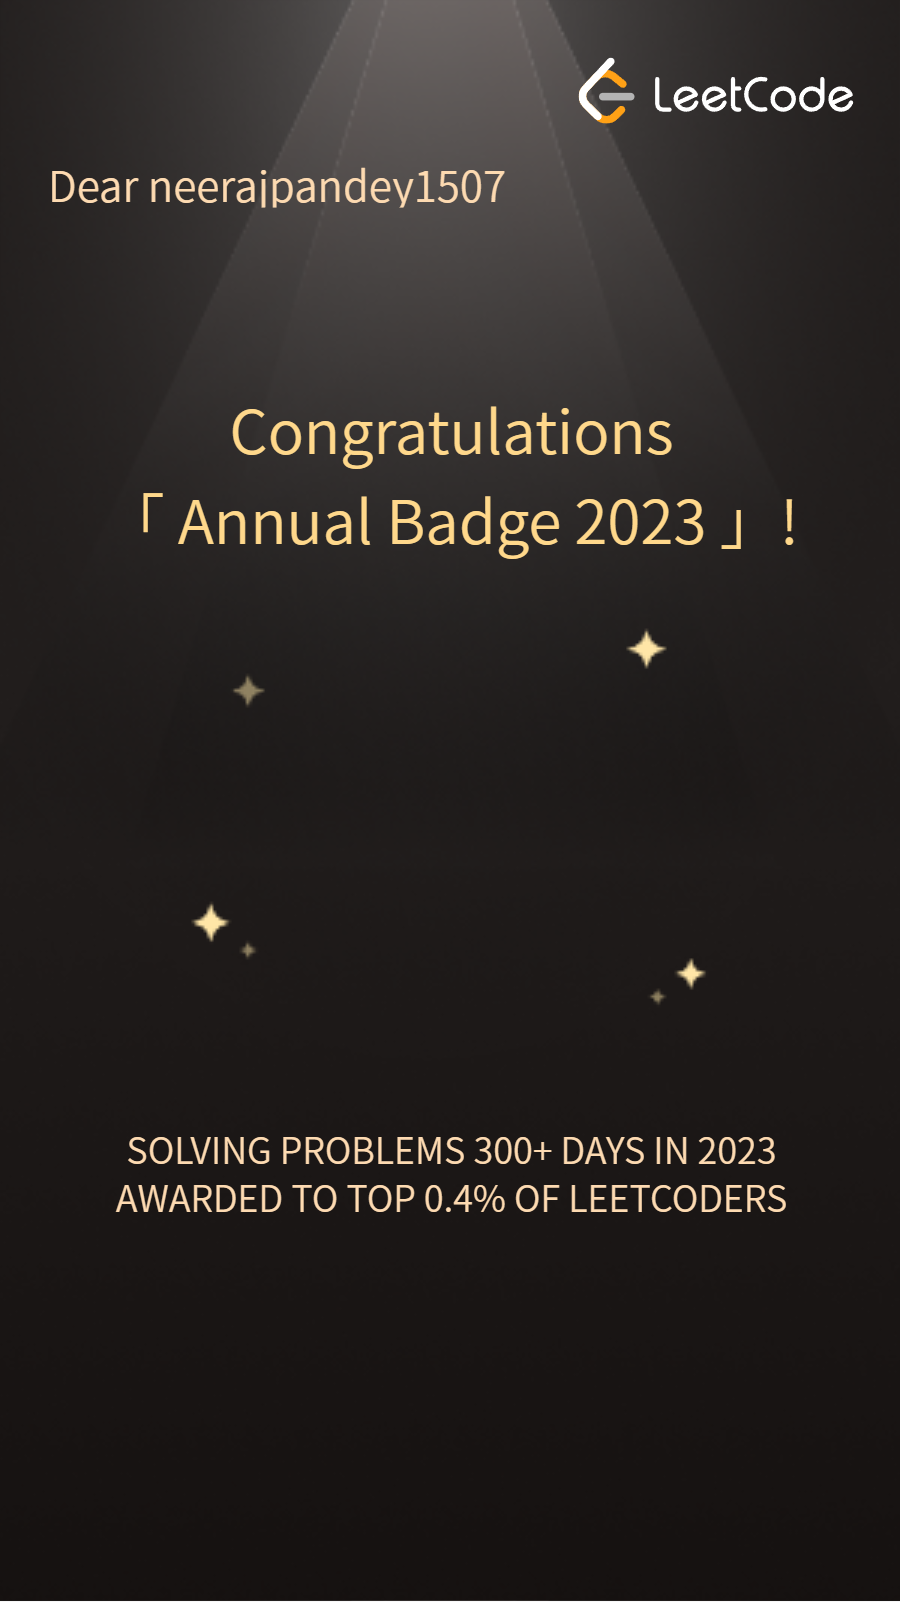 LeetCode
Dear neerajpandey1507
Congratulations
「 Annual Badge 2023 」!
SOLVING PROBLEMS 300+ DAYS IN 2023
AWARDED TO TOP 0.4% OF LEETCODERS